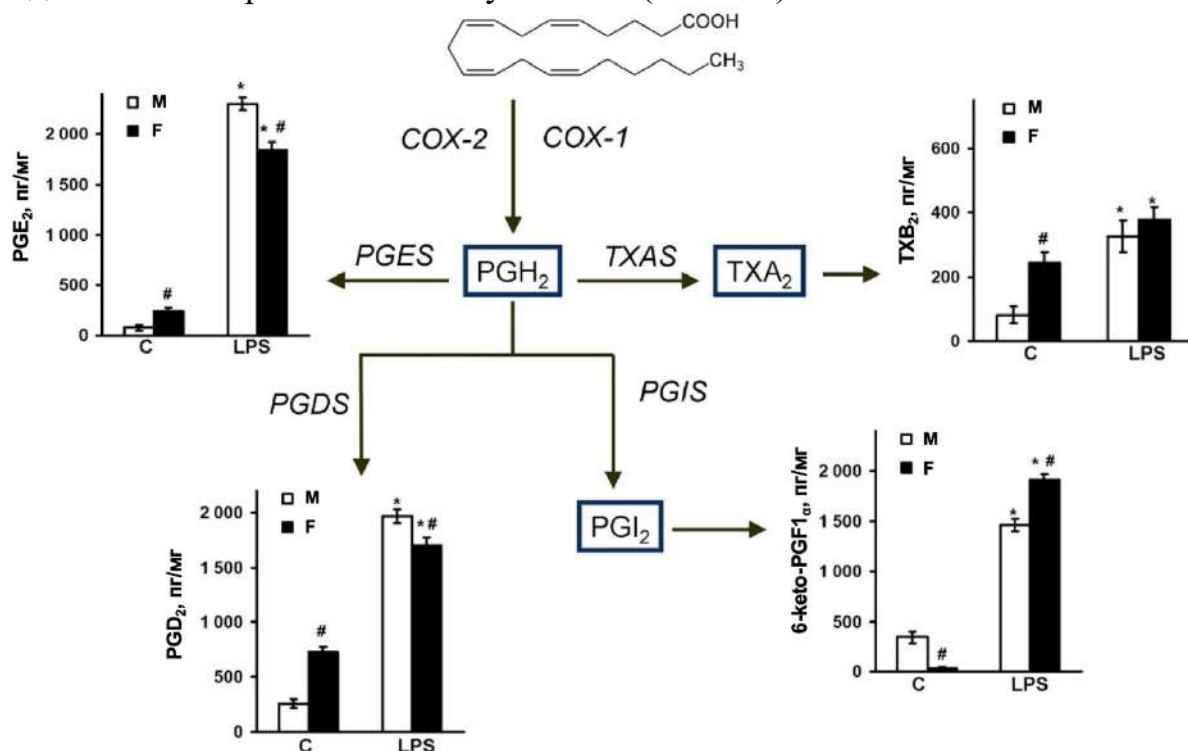 COOH
CH3
COX-2
COX-1
PGE2, пг/мг
M
F
2 000
1 500
1 000
500
0
*
* #
#
C
LPS
PGES
PGH2
TXAS
TXA2
TXB2, пг/мг
M
F
600
400
200
0
#
*
*
C
LPS
PGDS
PGIS
PGD2, пг/мг
M
F
2 000
1 500
1 000
500
0
#
*
*#
C
LPS
PGI2
6-keto-PGF1α, пг/мг
M
F
2 000
1 500
1 000
500
0
#
*
* #
C
LPS